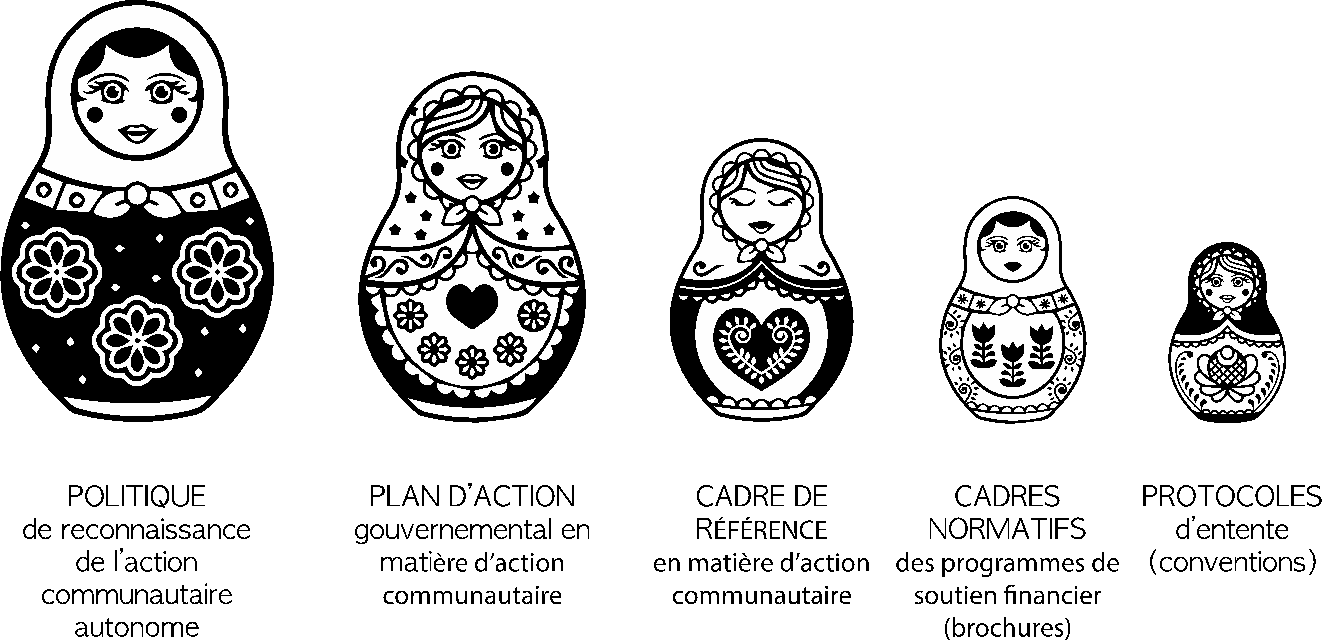 POLITIQUE
de reconnaissance
de l'action
communautaire
autonome
PLAN D'ACTION
gouvernemental en
matière d'action
communautaire
CADRE DE
RÉFÉRENCE
en matière d'action
communautaire
CADRES
NORMATIFS
des programmes de
soutien financier
(brochures)
PROTOCOLES
d'entente
(conventions)